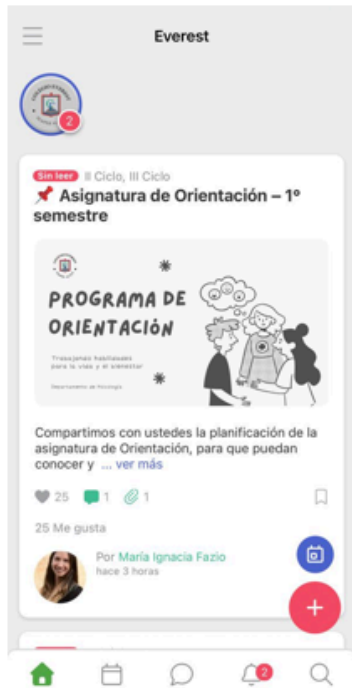 Everest
2
Sin leer II Ciclo, III Ciclo
📌 Asignatura de Orientación – 1°
semestre
PROGRAMA DE
ORIENTACIÓN
Trabajamos habilidades
para la vida y el bienestar
Departamento de Psicología
Compartimos con ustedes la planificación de la
asignatura de Orientación, para que puedan
conocer y ... ver más
25 1 1
25 Me gusta
Por María Ignacia Fazio
hace 3 horas
+
2